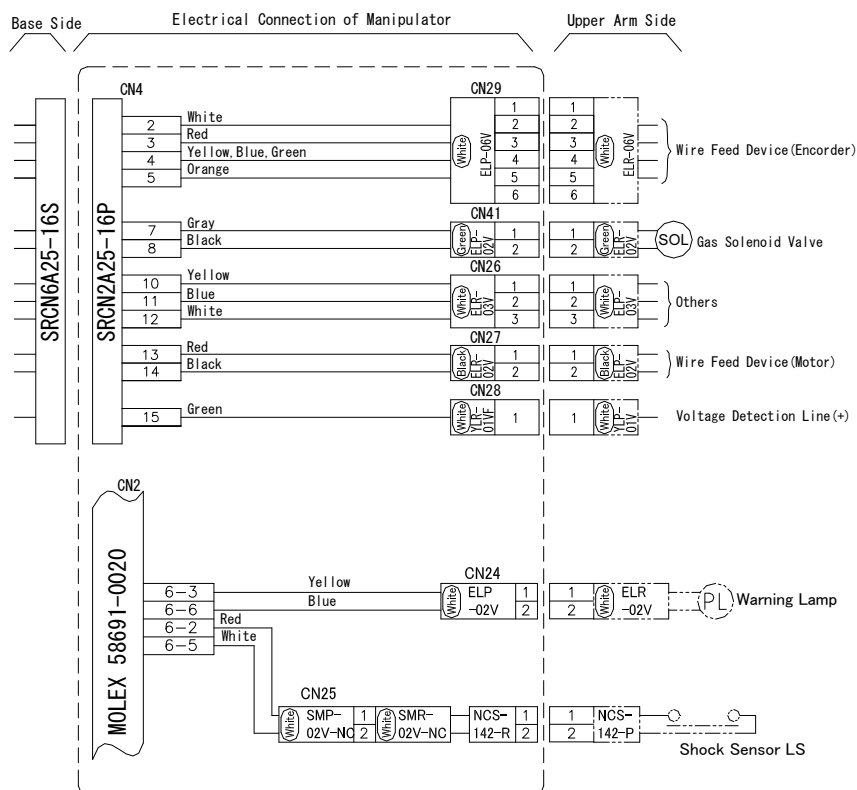 Base Side
Electrical Connection of Manipulator
Upper Arm Side
CN4
CN29
SRCN6A25-16S
SRCN2A25-16P
2 White
3 Red
4 Yellow,Blue,Green
5 Orange
White
ELP-06V
1
2
3
4
5
6
1
2
3
4
5
6
White
ELR-06V
Wire Feed Device(Encorder)
CN41
7 Gray
8 Black
Green
ELP-
02V
1
2
1
2
Green
ELR-
02V
SOL
Gas Solenoid Valve
CN26
10 Yellow
11 Blue
12 White
White
ELR-
03V
1
2
3
1
2
3
White
ELP-
03V
Others
CN27
13 Red
14 Black
Black
ELR-
02V
1
2
1
2
Black
ELP-
02V
Wire Feed Device(Motor)
CN28
15 Green
White
YLR-
01VF
1
1
White
YLP-
01V
Voltage Detection Line(+)
CN2
MOLEX 58691-0020
6-3
6-6
6-2
6-5
Yellow
Blue
Red
White
CN24
White
ELP
-02V
1
2
1
2
White
ELR
-02V
PL
Warning Lamp
CN25
White
SMP-
02V-NC
1
2
White
SMR-
02V-NC
NCS-
142-R
1
2
1
2
NCS-
142-P
Shock Sensor LS